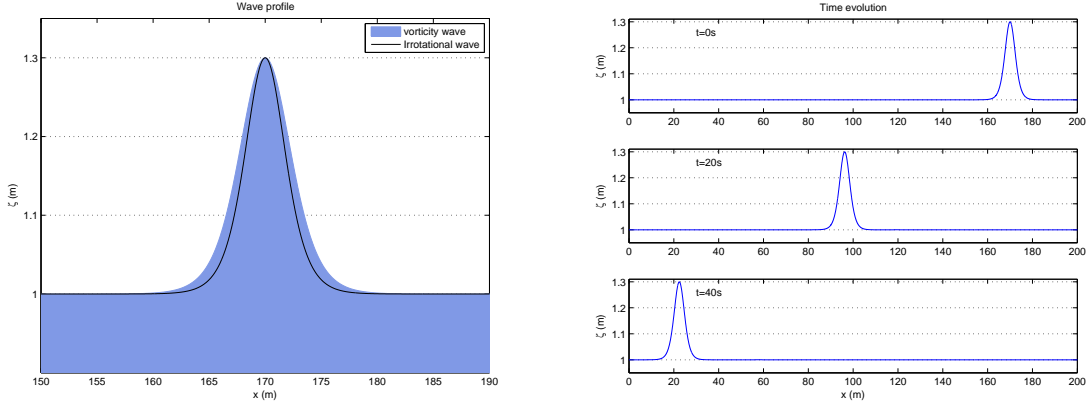 Wave profile
vorticity wave
Irrotational wave
1.3
1.2
1.1
1
ζ (m)
150 155 160 165 170 175 180 185 190
x (m)
Time evolution
t=0s
1.3
1.2
1.1
1
ζ (m)
0 20 40 60 80 100 120 140 160 180 200
t=20s
1.3
1.2
1.1
1
ζ (m)
0 20 40 60 80 100 120 140 160 180 200
t=40s
1.3
1.2
1.1
1
ζ (m)
0 20 40 60 80 100 120 140 160 180 200
x (m)